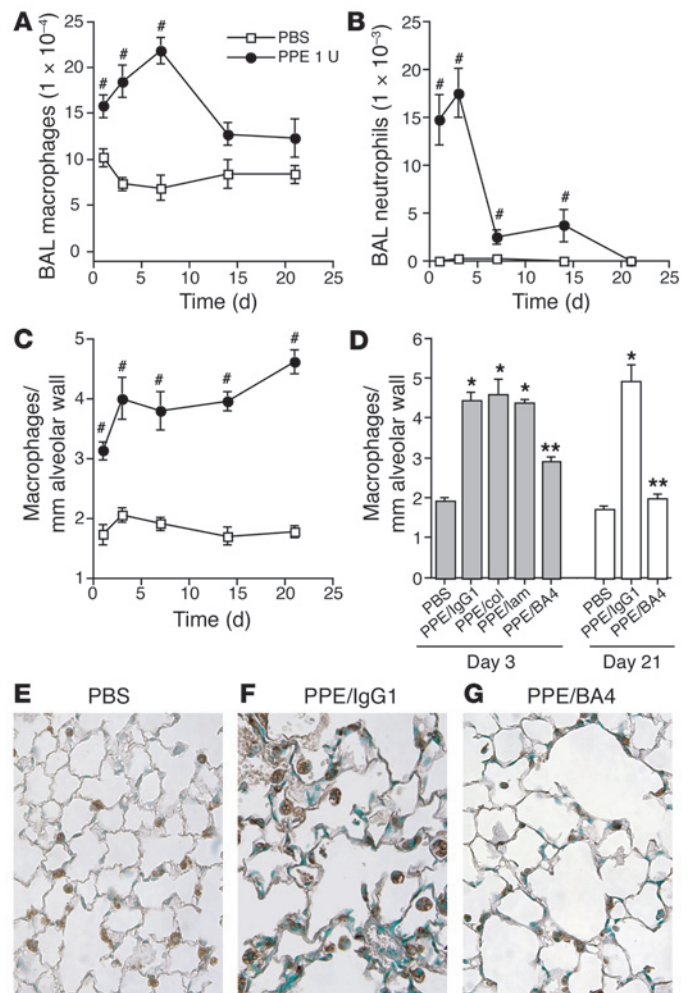 A
BAL macrophages (1 × 10⁻⁴)
25
20
15
10
5
0
0 5 10 15 20 25
Time (d)
PBS
PPE 1 U
# # # #
B
BAL neutrophils (1 × 10⁻³)
25
20
15
10
5
0
0 5 10 15 20 25
Time (d)
# # # #
C
Macrophages/
mm alveolar wall
5
4
3
2
1
0 5 10 15 20 25
Time (d)
# # # # #
D
Macrophages/
mm alveolar wall
6
5
4
3
2
1
0
* * * ** * **
PBS
PPE/IgG1
PPE/col
PPE/lam
PPE/BA4
PBS
PPE/IgG1
PPE/BA4
Day 3
Day 21
E PBS
F PPE/IgG1
G PPE/BA4